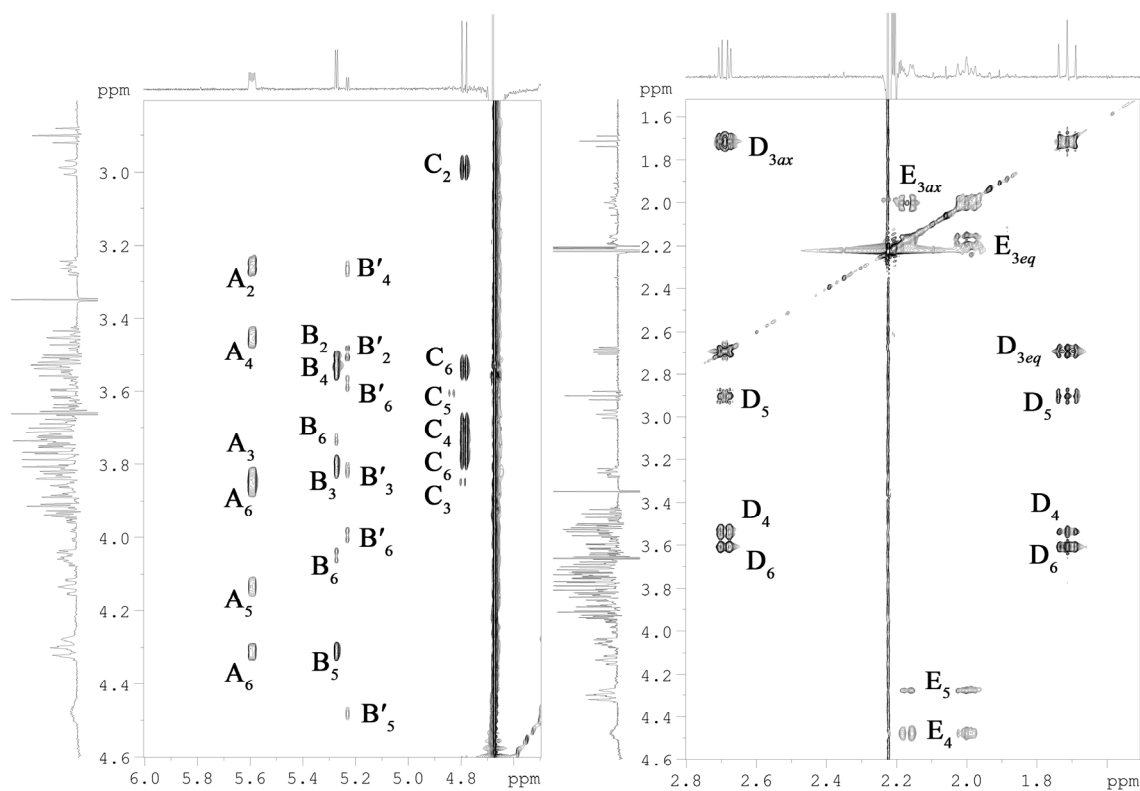 ppm
3.0
3.2
3.4
3.6
3.8
4.0
4.2
4.4
4.6
6.0 5.8 5.6 5.4 5.2 5.0 4.8 ppm
C2
A2 B′4
A4 B2 B′2
B4 C6
B′6 C5
B6 C4
A3 C6
B3 B′3
A6 C3
B′6
B6
A5
B5
A6
B′5
ppm
1.6
1.8
2.0
2.2
2.4
2.6
2.8
3.0
3.2
3.4
3.6
3.8
4.0
4.2
4.4
4.6
2.8 2.6 2.4 2.2 2.0 1.8 ppm
D3ax
E3ax
E3eq
D3eq
D5 D5
D4 D4
D6 D6
E5
E4